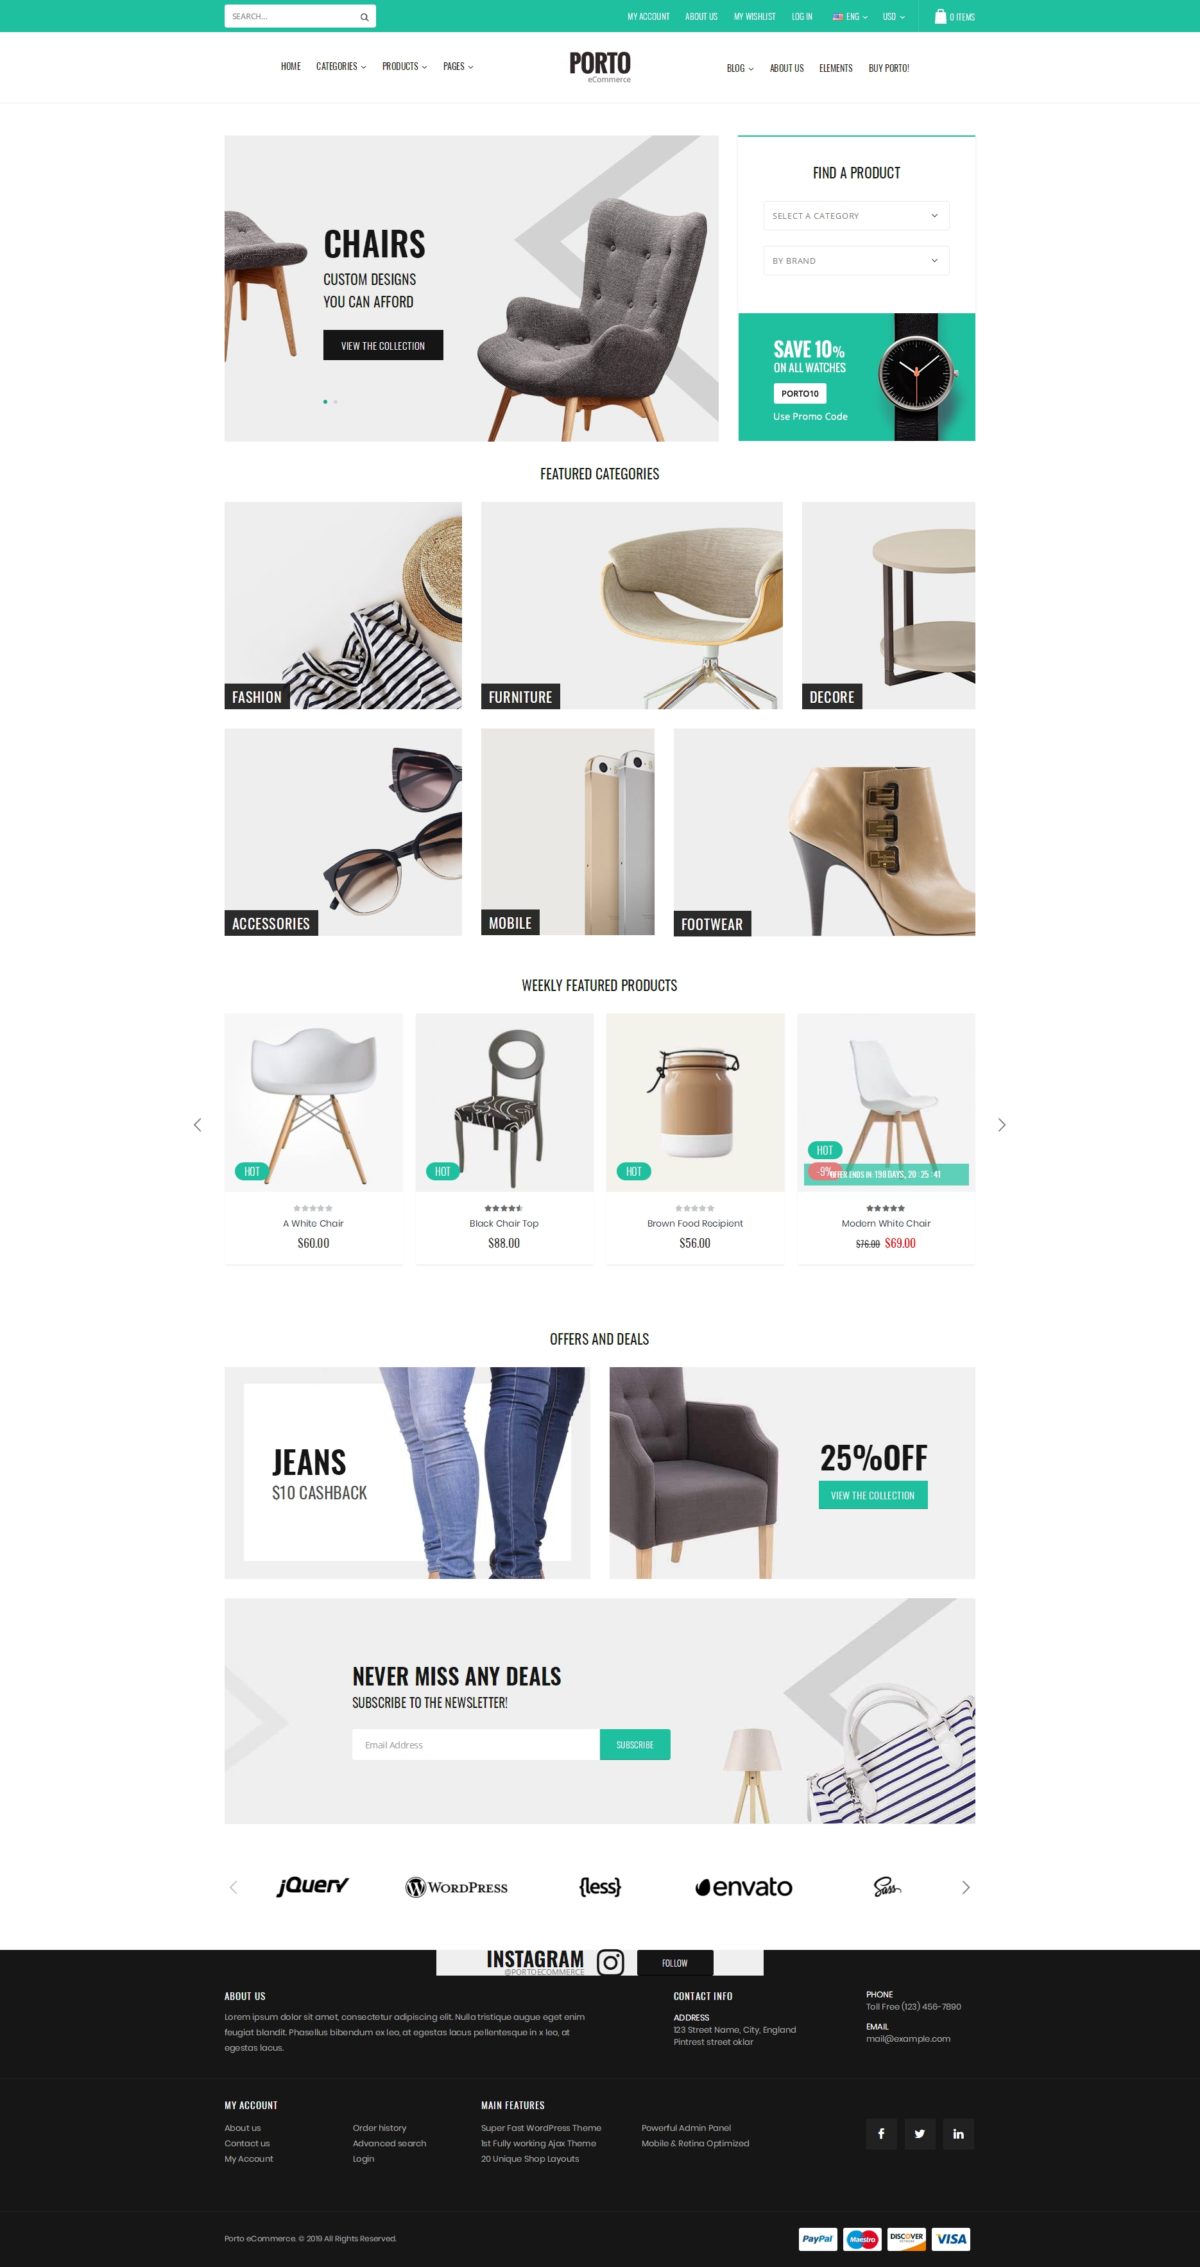 SEARCH...
MY ACCOUNT ABOUT US MY WISHLIST LOG IN ENG USD 0 ITEMS
HOME CATEGORIES PRODUCTS PAGES
PORTO
eCommerce
BLOG ABOUT US ELEMENTS BUY PORTO!
CHAIRS
CUSTOM DESIGNS
YOU CAN AFFORD
VIEW THE COLLECTION
FIND A PRODUCT
SELECT A CATEGORY
BY BRAND
SAVE 10%
ON ALL WATCHES
PORTO10
Use Promo Code
FEATURED CATEGORIES
FASHION
FURNITURE
DECORE
ACCESSORIES
MOBILE
FOOTWEAR
WEEKLY FEATURED PRODUCTS
HOT
A White Chair
$60.00
HOT
Black Chair Top
$88.00
HOT
Brown Food Recipient
$56.00
HOT
-9%
OFFER ENDS IN: 198 DAYS, 20 : 25 : 41
Modern White Chair
$76.00 $69.00
OFFERS AND DEALS
JEANS
$10 CASHBACK
25%OFF
VIEW THE COLLECTION
NEVER MISS ANY DEALS
SUBSCRIBE TO THE NEWSLETTER!
Email Address SUBSCRIBE
jQuery WORDPRESS {less} envato Sass
INSTAGRAM
@PORTOECOMMERCE
FOLLOW
ABOUT US
Lorem ipsum dolor sit amet, consectetur adipiscing elit. Nulla tristique augue eget enim
feugiat blandit. Phasellus bibendum ex leo, at egestas lacus pellentesque in x leo, at
egestas lacus.
CONTACT INFO
ADDRESS
123 Street Name, City, England
Pintrest street oklar
PHONE
Toll Free (123) 456-7890
EMAIL
mail@example.com
MY ACCOUNT
About us
Contact us
My Account
Order history
Advanced search
Login
MAIN FEATURES
Super Fast WordPress Theme
1st Fully working Ajax Theme
20 Unique Shop Layouts
Powerful Admin Panel
Mobile & Retina Optimized
Porto eCommerce. © 2019 All Rights Reserved.
PayPal Maestro DISCOVER VISA